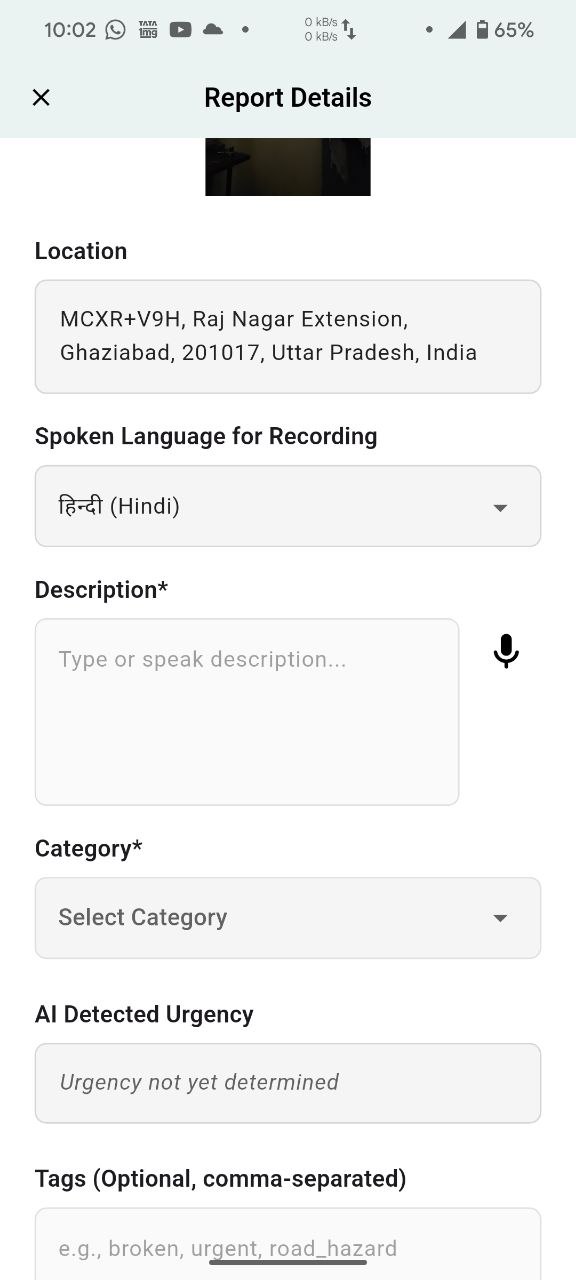 10:02
TATA
1mg
0 kB/s
0 kB/s
65%
Report Details
Location
MCXR+V9H, Raj Nagar Extension,
Ghaziabad, 201017, Uttar Pradesh, India
Spoken Language for Recording
हिन्दी (Hindi)
Description*
Type or speak description...
Category*
Select Category
AI Detected Urgency
Urgency not yet determined
Tags (Optional, comma-separated)
e.g., broken, urgent, road_hazard